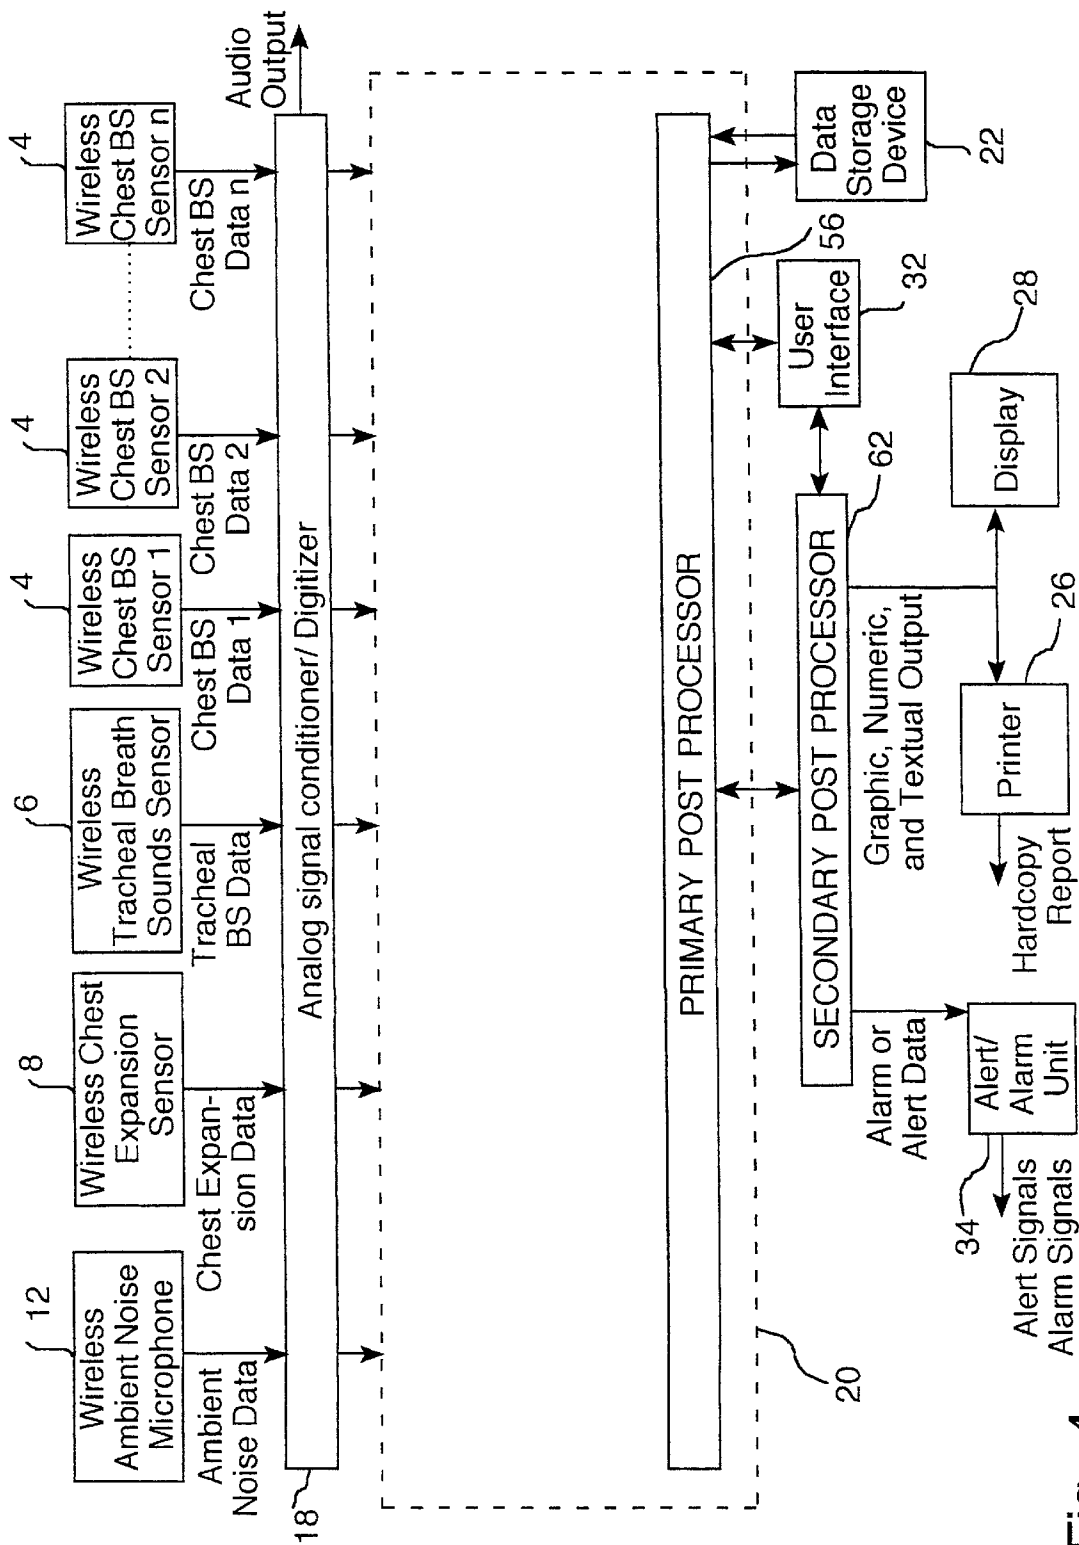 12
8
6
4
4
4
Wireless
Ambient Noise
Microphone
Wireless Chest
Expansion
Sensor
Wireless
Tracheal Breath
Sounds Sensor
Wireless
Chest BS
Sensor 1
Wireless
Chest BS
Sensor 2
Wireless
Chest BS
Sensor n
Ambient
Noise Data
Chest Expan-
sion Data
Tracheal
BS Data
Chest BS
Data 1
Chest BS
Data 2
Chest BS
Data n
Audio
Output
18
Analog signal conditioner/ Digitizer
PRIMARY POST PROCESSOR
20
56
SECONDARY POST PROCESSOR
62
User
Interface
32
Data
Storage
Device
22
Alarm or
Alert Data
Graphic, Numeric,
and Textual Output
34
Alert/
Alarm
Unit
Alert Signals
Alarm Signals
Printer
26
Hardcopy
Report
Display
28